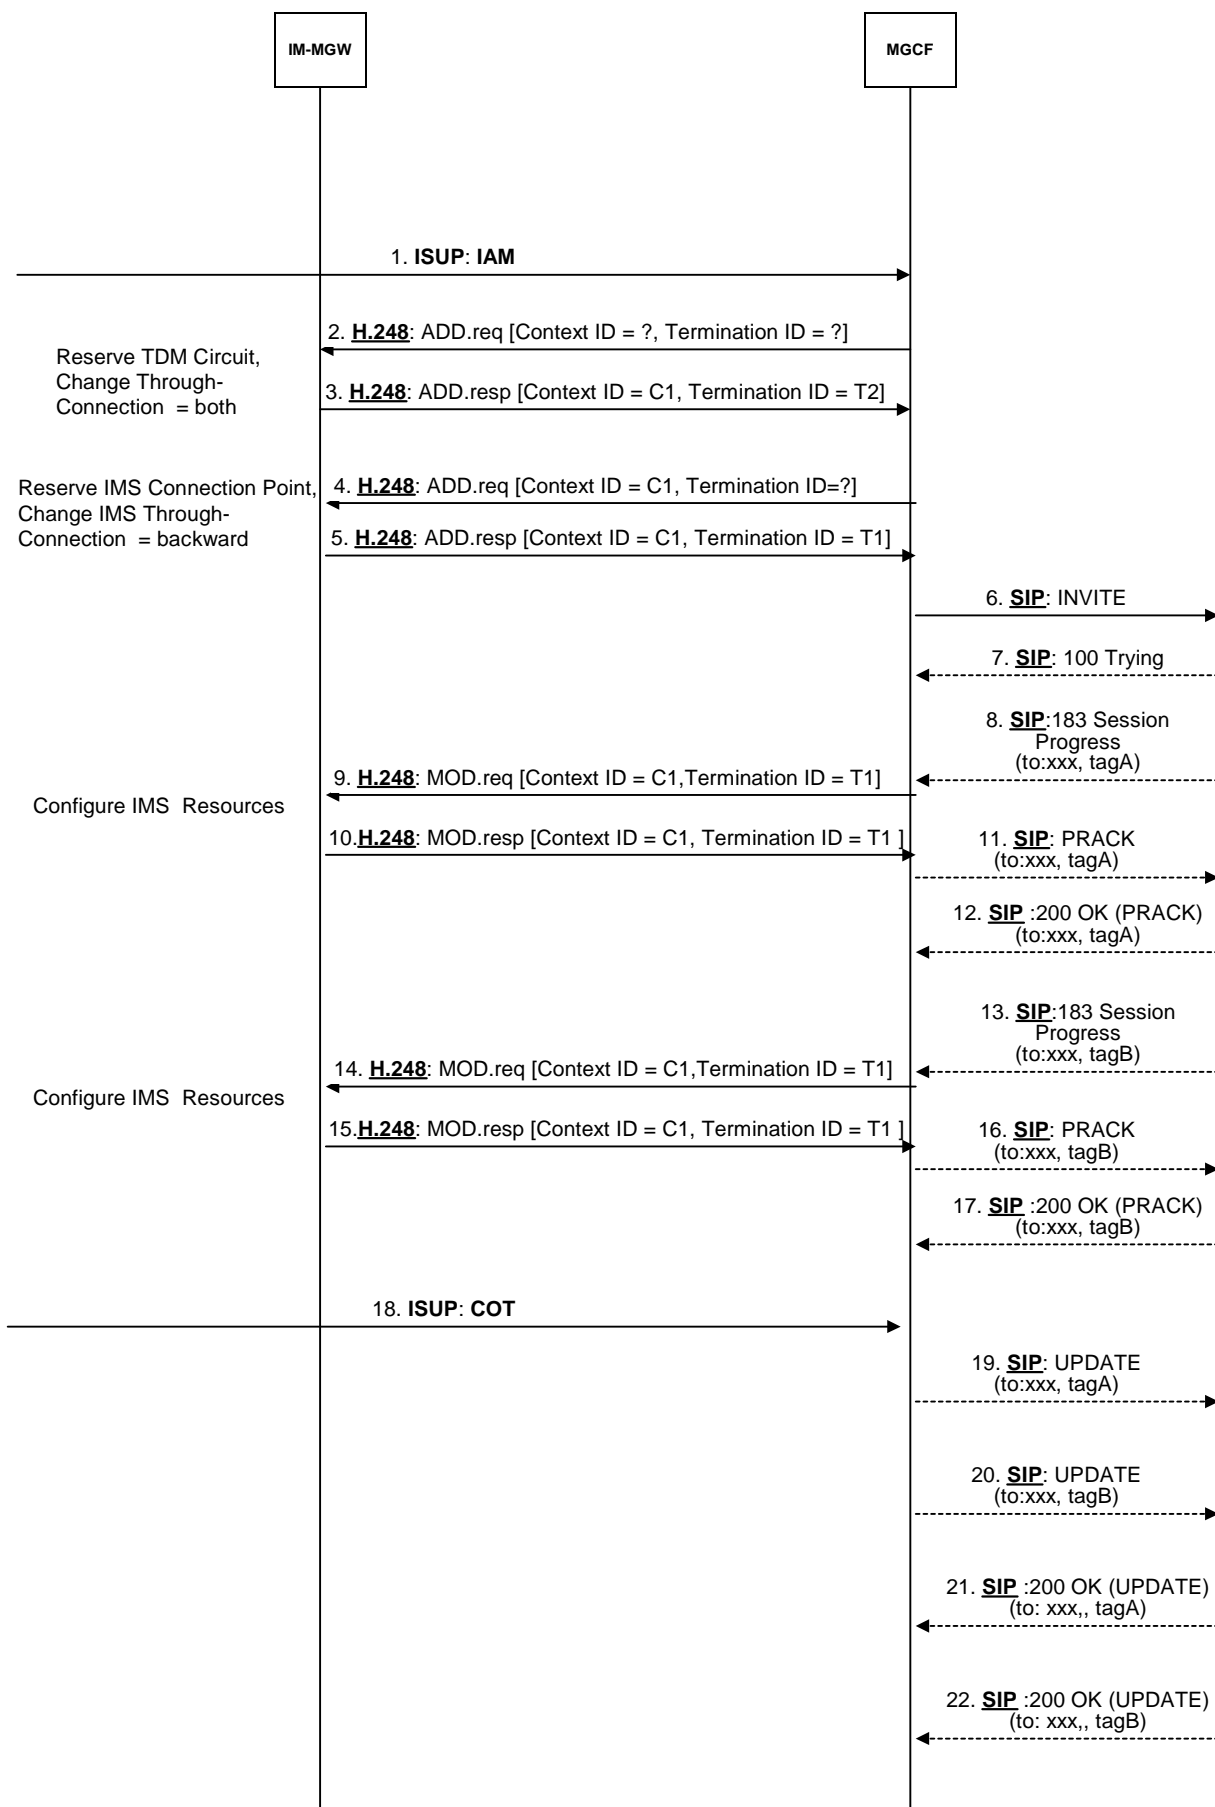 IM-MGW
MGCF
1. ISUP: IAM
2. H.248: ADD.req [Context ID = ?, Termination ID = ?]
Reserve TDM Circuit,
Change Through-
Connection = both
3. H.248: ADD.resp [Context ID = C1, Termination ID = T2]
Reserve IMS Connection Point,
Change IMS Through-
Connection = backward
4. H.248: ADD.req [Context ID = C1, Termination ID=?]
5. H.248: ADD.resp [Context ID = C1, Termination ID = T1]
6. SIP: INVITE
7. SIP: 100 Trying
8. SIP:183 Session
Progress
(to:xxx, tagA)
9. H.248: MOD.req [Context ID = C1,Termination ID = T1]
Configure IMS Resources
10.H.248: MOD.resp [Context ID = C1, Termination ID = T1 ]
11. SIP: PRACK
(to:xxx, tagA)
12. SIP :200 OK (PRACK)
(to:xxx, tagA)
13. SIP:183 Session
Progress
(to:xxx, tagB)
14. H.248: MOD.req [Context ID = C1,Termination ID = T1]
Configure IMS Resources
15.H.248: MOD.resp [Context ID = C1, Termination ID = T1 ]
16. SIP: PRACK
(to:xxx, tagB)
17. SIP :200 OK (PRACK)
(to:xxx, tagB)
18. ISUP: COT
19. SIP: UPDATE
(to:xxx, tagA)
20. SIP: UPDATE
(to:xxx, tagB)
21. SIP :200 OK (UPDATE)
(to: xxx,, tagA)
22. SIP :200 OK (UPDATE)
(to: xxx,, tagB)